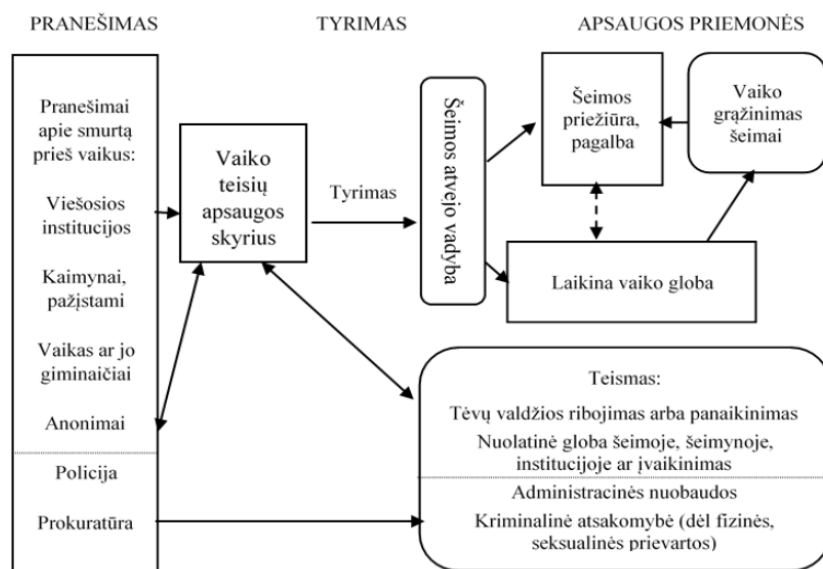 PRANEŠIMAS
TYRIMAS
APSAUGOS PRIEMONĖS
Pranešimai
apie smurtą
prieš vaikus:
Viešosios
institucijos
Kaimynai,
pažįstami
Vaikas ar jo
giminaičiai
Anonimai
Policija
Prokuratūra
Vaiko
teisių
apsaugos
skyrius
Tyrimas
Šeimos atvejo vadyba
Šeimos
priežiūra,
pagalba
Vaiko
grąžinimas
šeimai
Laikina vaiko globa
Teismas:
Tėvų valdžios ribojimas arba panaikinimas
Nuolatinė globa šeimoje, šeimynoje,
institucijoje ar įvaikinimas
Administracinės nuobaudos
Kriminalinė atsakomybė (dėl fizinės,
seksualinės prievartos)